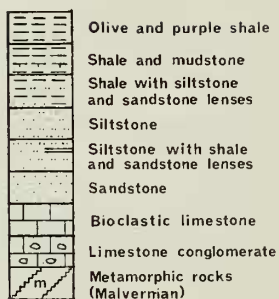 Olive and purple shale
Shale and mudstone
Shale with siltstone
and sandstone lenses
Siltstone
Siltstone with shale
and sandstone lenses
Sandstone
Bioclastic limestone
Limestone conglomerate
m
Metamorphic rocks
(Malvernian)